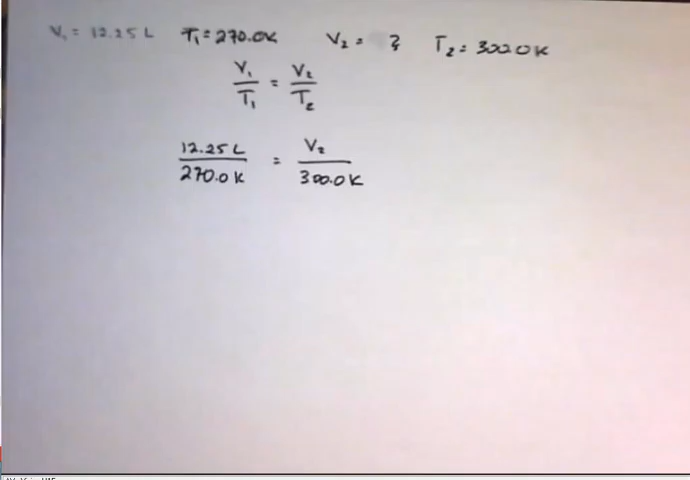 V₁ = 12.25 L T₁ = 270.0K V₂ = ? T₂ = 300.0K
V₁/T₁ = V₂/T₂
12.25 L/270.0 K = V₂/300.0 K